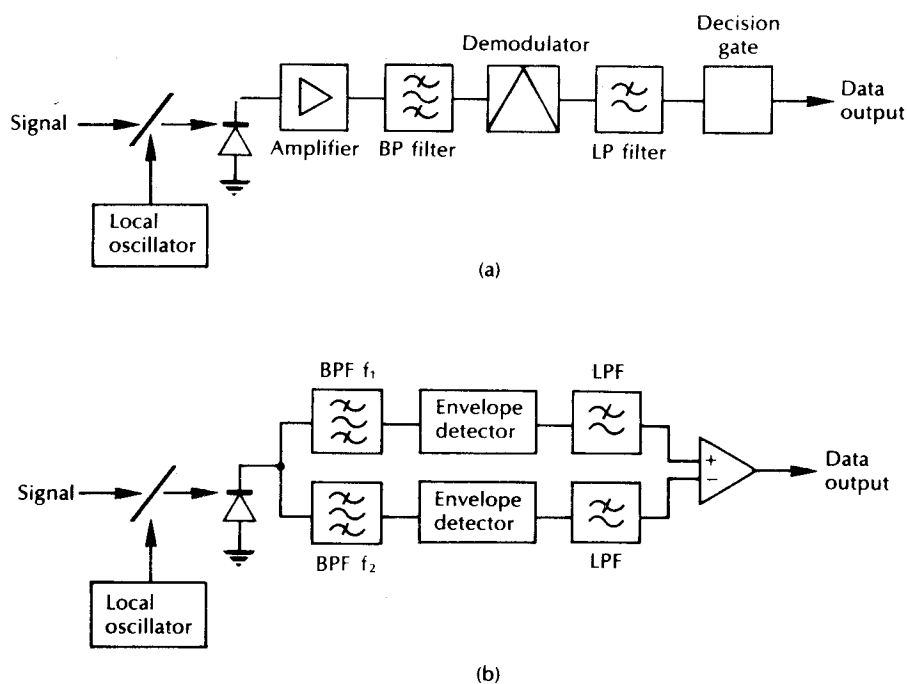 Decision
gate
Demodulator
Data
output
Signal
Amplifier
BP filter
LP filter
Local
oscillator
(a)
BPF f₁
LPF
Envelope
detector
Signal
+
−
Data
output
Envelope
detector
BPF f₂
LPF
Local
oscillator
(b)